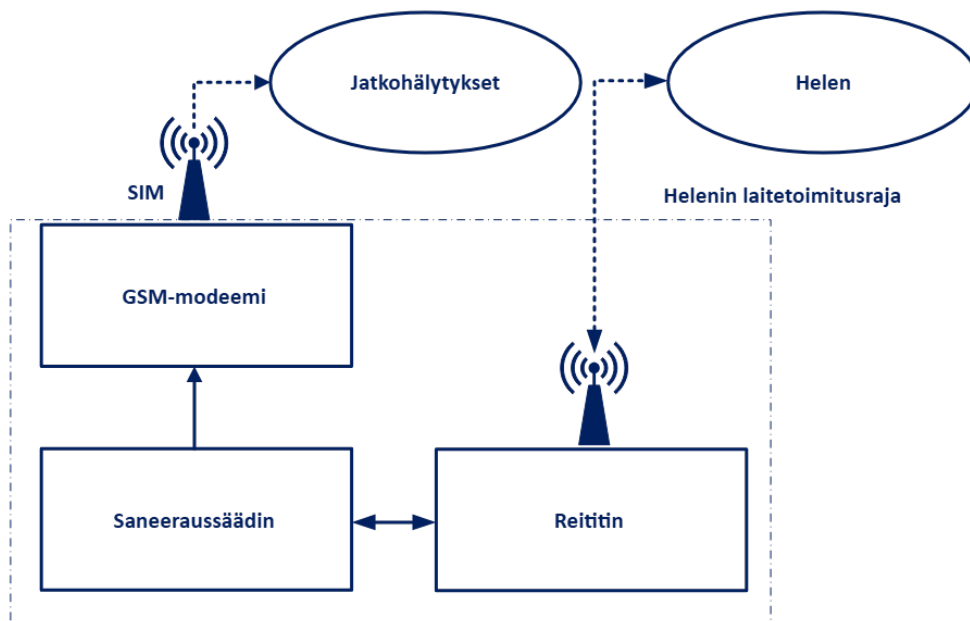 Jatkohälytykset
Helen
SIM
Helenin laitetoimitusraja
GSM-modeemi
Saneeraussäädin
Reititin